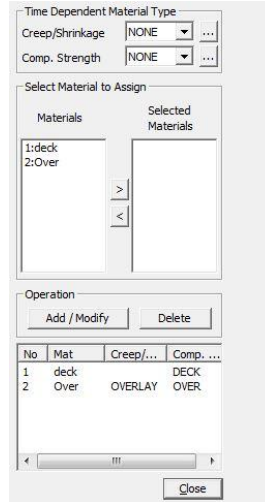 Time Dependent Material Type
Creep/Shrinkage NONE ...
Comp. Strength NONE ...
Select Material to Assign
Materials Selected Materials
1:deck
2:Over
>
<
Operation
Add / Modify Delete
No Mat Creep/... Comp. ...
1 deck DECK
2 Over OVERLAY OVER
Close